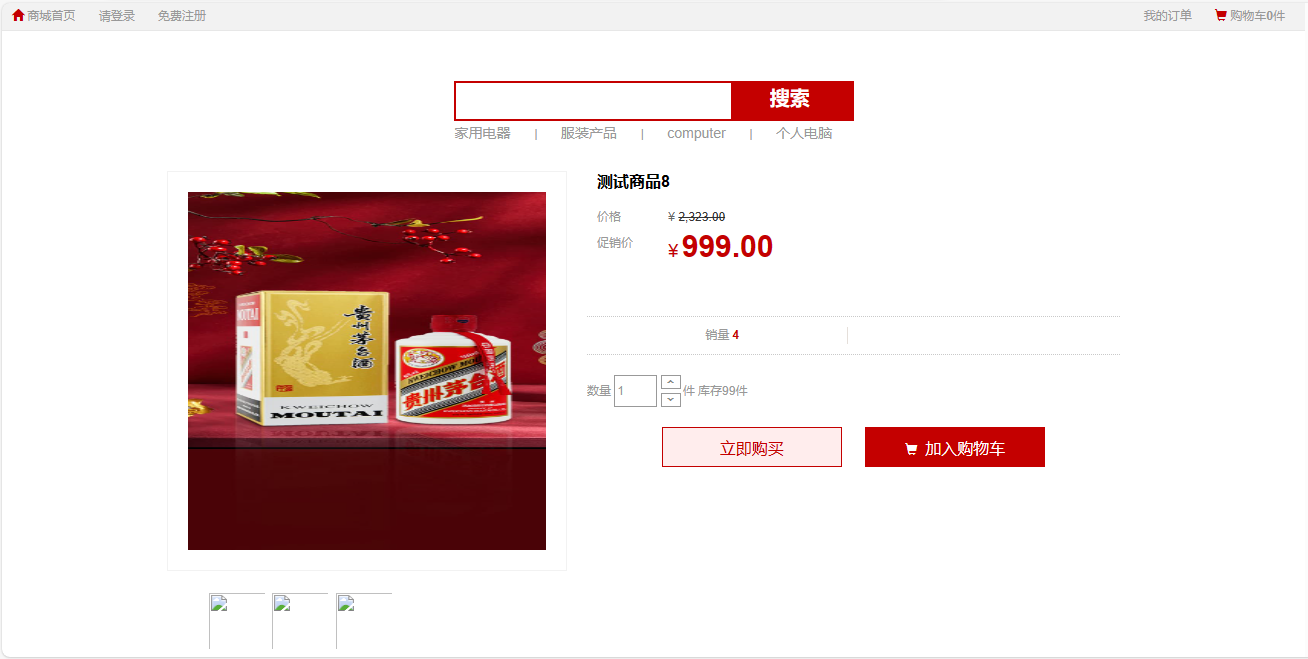 商城首页 请登录 免费注册 我的订单 购物车0件
搜索
家用电器 | 服装产品 | computer | 个人电脑
测试商品8
价格 ¥ 2,323.00
促销价 ¥ 999.00
销量 4
数量 1 件 库存99件
立即购买 加入购物车
贵州茅台酒
MOUTAI
KWEICHOW
MOUTAI
KWEICHOW MOU
贵州茅台